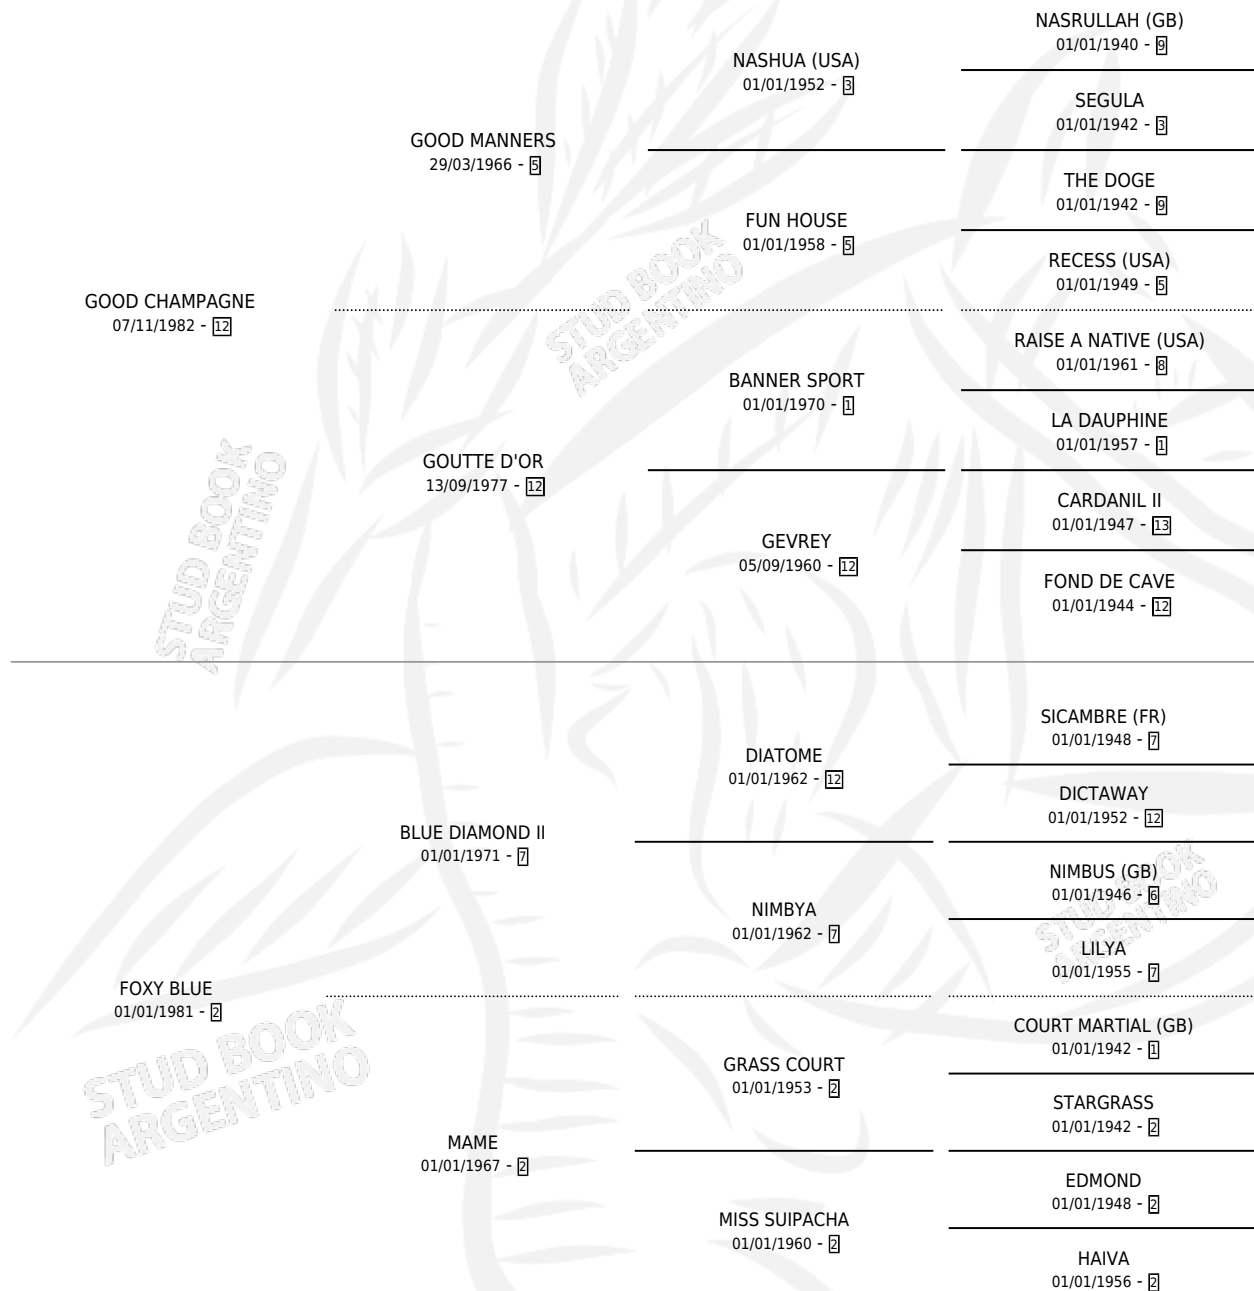 NASRULLAH (GB)
01/01/1940 - 9
NASHUA (USA)
01/01/1952 - 3
SEGULA
01/01/1942 - 3
GOOD MANNERS
29/03/1966 - 5
THE DOGE
01/01/1942 - 9
FUN HOUSE
01/01/1958 - 5
RECESS (USA)
01/01/1949 - 5
GOOD CHAMPAGNE
07/11/1982 - 12
RAISE A NATIVE (USA)
01/01/1961 - 8
BANNER SPORT
01/01/1970 - 1
LA DAUPHINE
01/01/1957 - 1
GOUTTE D'OR
13/09/1977 - 12
CARDANIL II
01/01/1947 - 13
GEVREY
05/09/1960 - 12
FOND DE CAVE
01/01/1944 - 12
SICAMBRE (FR)
01/01/1948 - 7
DIATOME
01/01/1962 - 12
DICTAWAY
01/01/1952 - 12
BLUE DIAMOND II
01/01/1971 - 7
NIMBUS (GB)
01/01/1946 - 6
NIMBYA
01/01/1962 - 7
LILYA
01/01/1955 - 7
FOXY BLUE
01/01/1981 - 2
COURT MARTIAL (GB)
01/01/1942 - 1
GRASS COURT
01/01/1953 - 2
STARGRASS
01/01/1942 - 2
MAME
01/01/1967 - 2
EDMOND
01/01/1948 - 2
MISS SUIPACHA
01/01/1960 - 2
HAIVA
01/01/1956 - 2
STUD BOOK
ARGENTINO
STUD BOOK
ARGENTINO
STUD BOOK
ARGENTINO
STUD BOOK
ARGENTINO